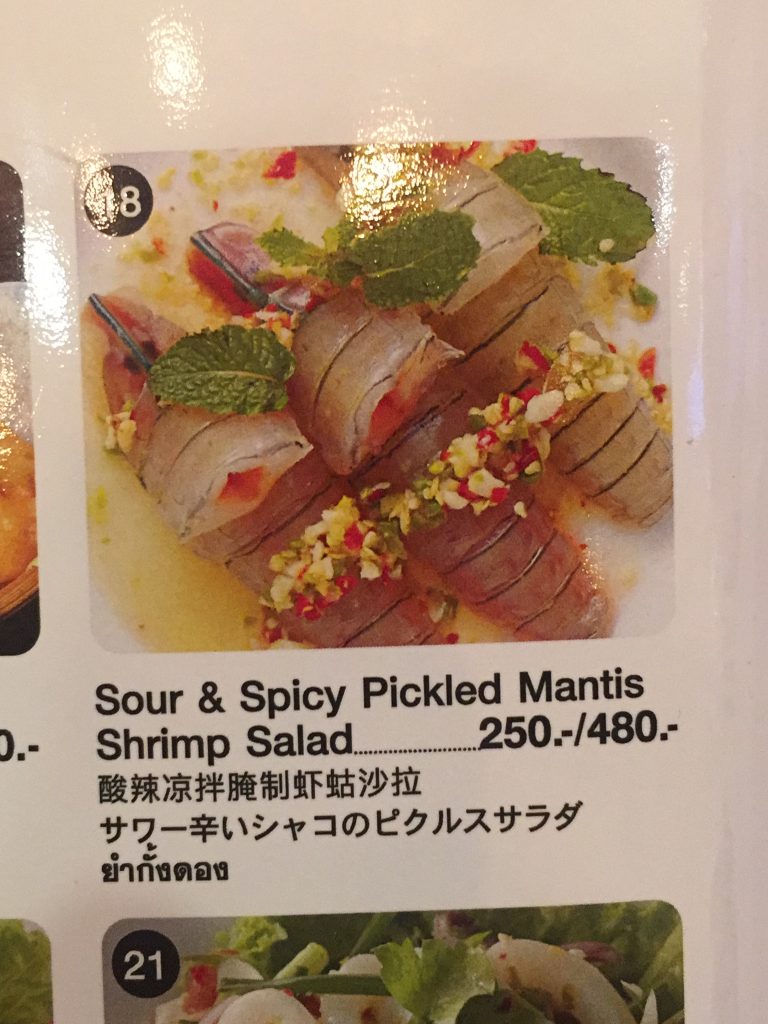 18
Sour & Spicy Pickled Mantis
Shrimp Salad........................250.-/480.-
0.-
酸辣凉拌腌制虾蛄沙拉
サワー辛いシャコのピクルスサラダ
ยำกั้งดอง
21